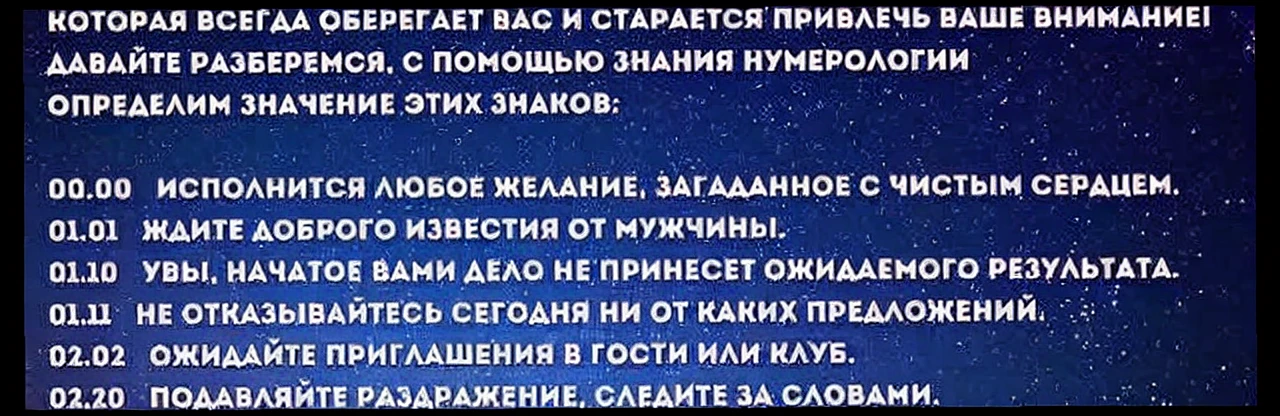 КОТОРАЯ ВСЕГДА ОБЕРЕГАЕТ ВАС И СТАРАЕТСЯ ПРИВЛЕЧЬ ВАШЕ ВНИМАНИЕ!
ДАВАЙТЕ РАЗБЕРЕМСЯ, С ПОМОЩЬЮ ЗНАНИЯ НУМЕРОЛОГИИ
ОПРЕДЕЛИМ ЗНАЧЕНИЕ ЭТИХ ЗНАКОВ:
00.00 ИСПОЛНИТСЯ ЛЮБОЕ ЖЕЛАНИЕ, ЗАГАДАННОЕ С ЧИСТЫМ СЕРДЦЕМ.
01.01 ЖДИТЕ ДОБРОГО ИЗВЕСТИЯ ОТ МУЖЧИНЫ.
01.10 УВЫ, НАЧАТОЕ ВАМИ ДЕЛО НЕ ПРИНЕСЕТ ОЖИДАЕМОГО РЕЗУЛЬТАТА.
01.11 НЕ ОТКАЗЫВАЙТЕСЬ СЕГОДНЯ НИ ОТ КАКИХ ПРЕДЛОЖЕНИЙ.
02.02 ОЖИДАЙТЕ ПРИГЛАШЕНИЯ В ГОСТИ ИЛИ КЛУБ.
02.20 ПОДАВЛЯЙТЕ РАЗДРАЖЕНИЕ, СЛЕДИТЕ ЗА СЛОВАМИ.